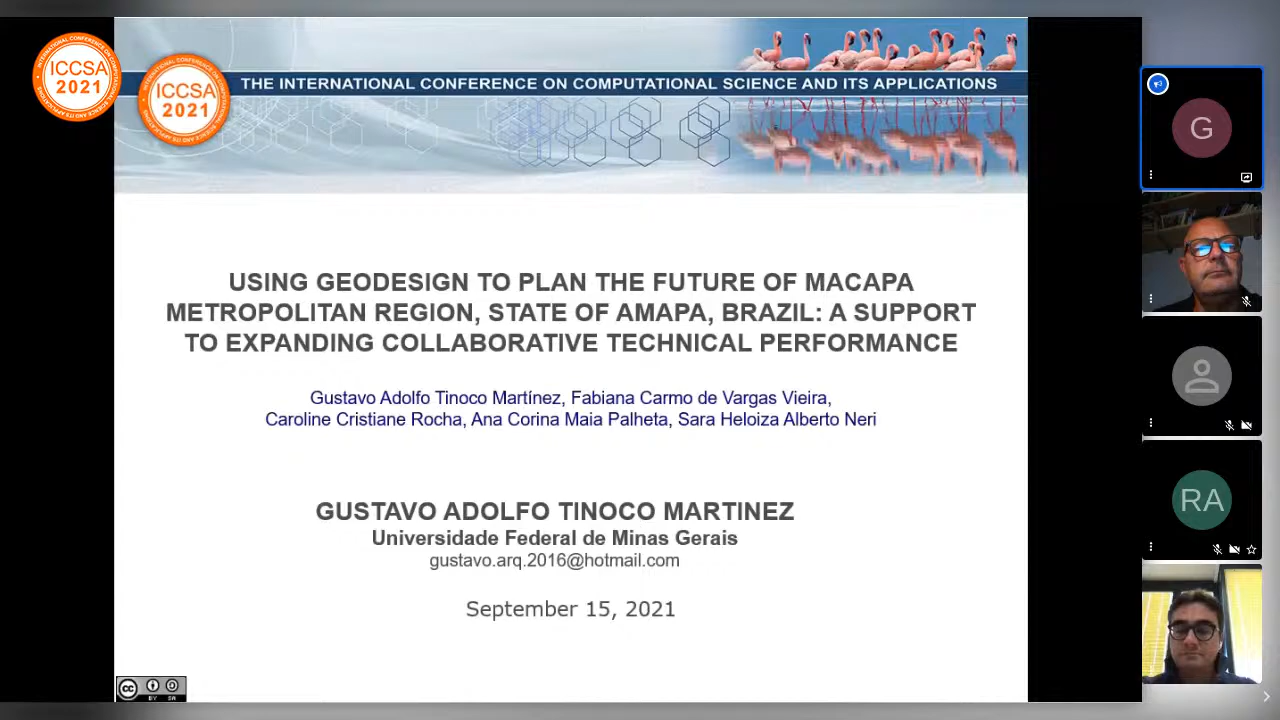 ICCSA
2021
ICCSA
2021
THE INTERNATIONAL CONFERENCE ON COMPUTATIONAL SCIENCE AND ITS APPLICATIONS
USING GEODESIGN TO PLAN THE FUTURE OF MACAPA
METROPOLITAN REGION, STATE OF AMAPA, BRAZIL: A SUPPORT
TO EXPANDING COLLABORATIVE TECHNICAL PERFORMANCE
Gustavo Adolfo Tinoco Martínez, Fabiana Carmo de Vargas Vieira,
Caroline Cristiane Rocha, Ana Corina Maia Palheta, Sara Heloiza Alberto Neri
GUSTAVO ADOLFO TINOCO MARTINEZ
Universidade Federal de Minas Gerais
gustavo.arq.2016@hotmail.com
September 15, 2021
cc
BY SA
G
RA